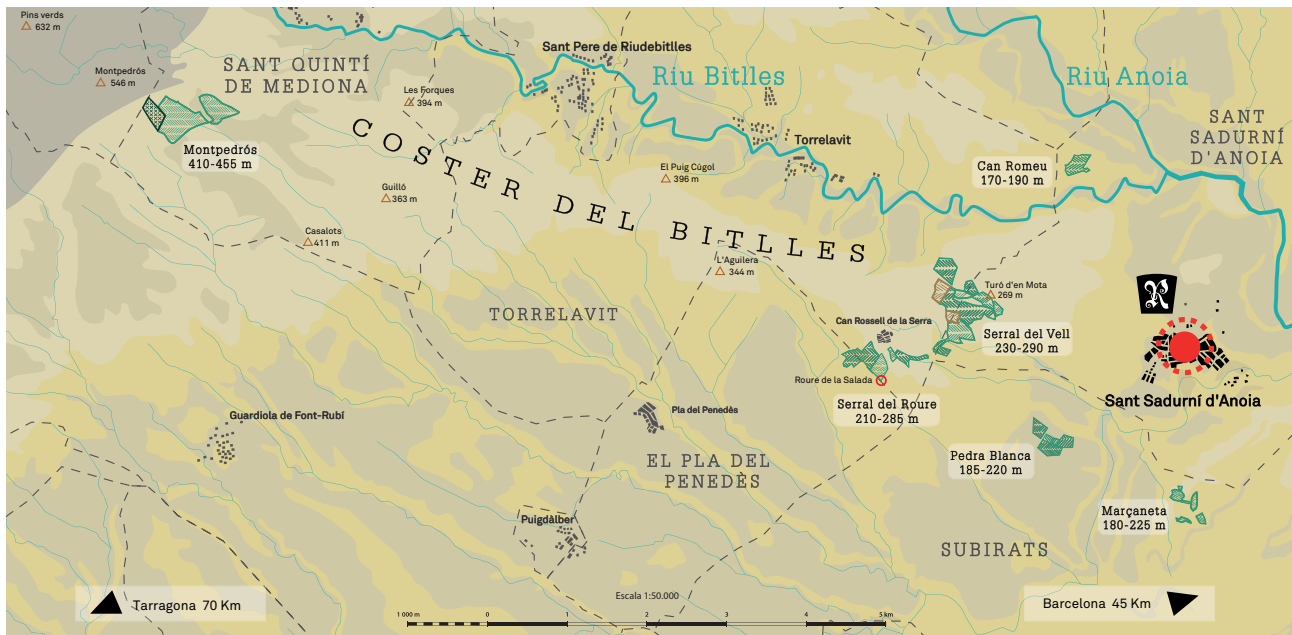 Pins verds
632 m
Montpedrós
546 m
SANT QUINTÍ
DE MEDIONA
Les Forques
394 m
Sant Pere de Riudebitlles
Riu Bitlles
Riu Anoia
SANT
SADURNÍ
D'ANOIA
Montpedrós
410-455 m
COSTER DEL BITLLES
Torrelavit
El Puig Cúgol
396 m
Can Romeu
170-190 m
Guilló
363 m
Casalots
411 m
L'Aguilera
344 m
Turó d'en Mota
269 m
R
TORRELAVIT
Can Rossell de la Serra
Serral del Vell
230-290 m
Roure de la Salada
Serral del Roure
210-285 m
Sant Sadurní d'Anoia
Guardiola de Font-Rubí
Pla del Penedès
EL PLA DEL
PENEDÈS
Pedra Blanca
185-220 m
Marçaneta
180-225 m
Puigdàlber
SUBIRATS
Tarragona 70 Km
Escala 1:50.000
1 000 m 0 1 2 3 4 5 km
Barcelona 45 Km